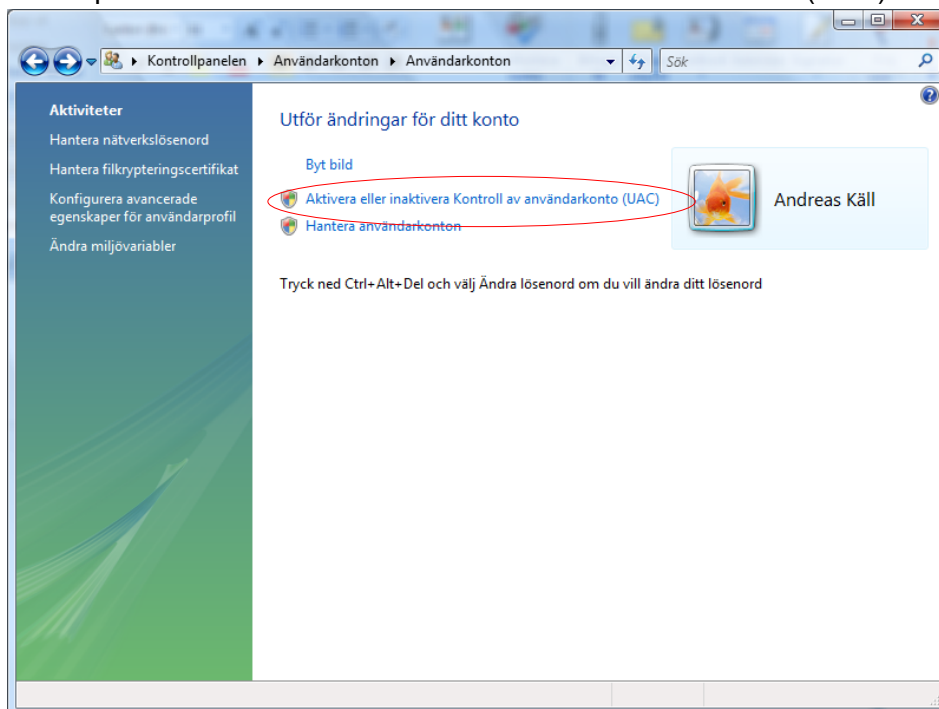 Kontrollpanelen ▸ Användarkonton ▸ Användarkonton
Sök
Aktiviteter
Hantera nätverkslösenord
Hantera filkrypteringscertifikat
Konfigurera avancerade
egenskaper för användarprofil
Ändra miljövariabler
Utför ändringar för ditt konto
Byt bild
Aktivera eller inaktivera Kontroll av användarkonto (UAC)
Hantera användarkonton
Andreas Käll
Tryck ned Ctrl+Alt+Del och välj Ändra lösenord om du vill ändra ditt lösenord